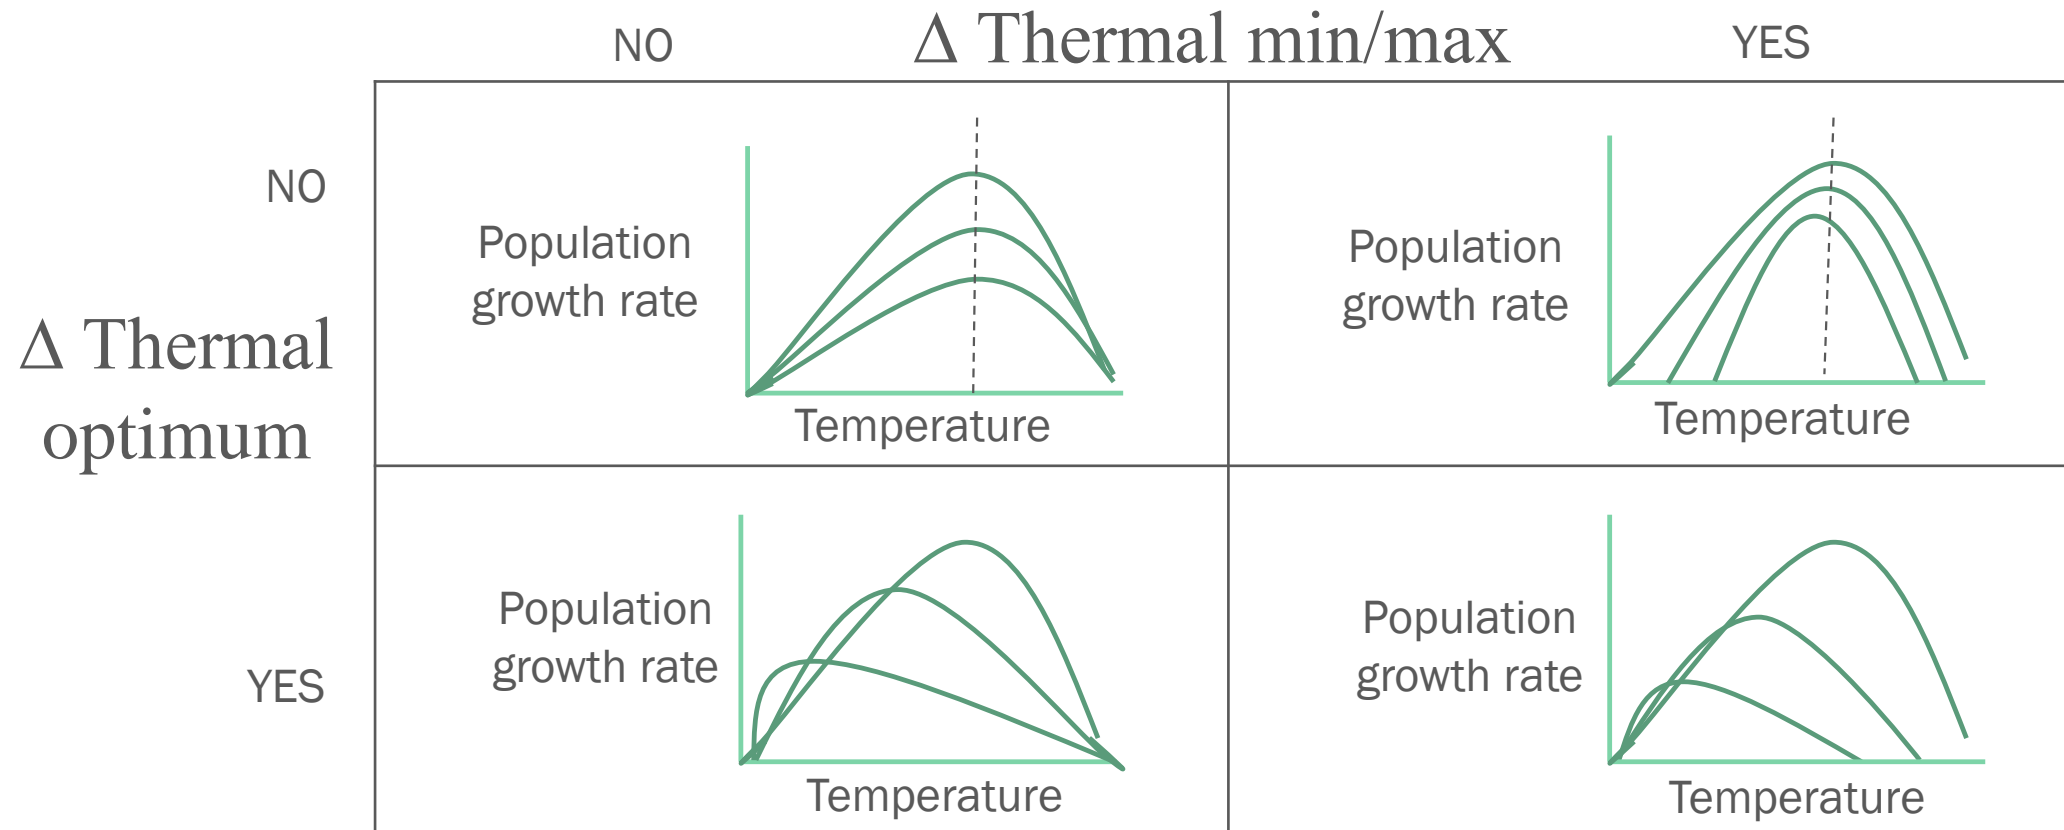 NO
Δ Thermal min/max
YES
NO
Population
growth rate
Temperature
Population
growth rate
Temperature
Δ Thermal
optimum
YES
Population
growth rate
Temperature
Population
growth rate
Temperature